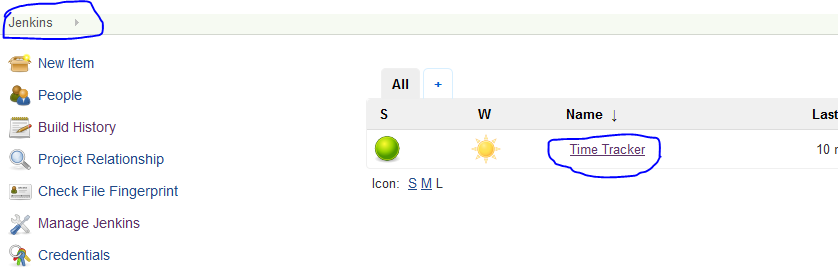 Jenkins
New Item
People
Build History
Project Relationship
Check File Fingerprint
Manage Jenkins
Credentials
All +
S W Name ↓ Last
Time Tracker 10
Icon: S M L